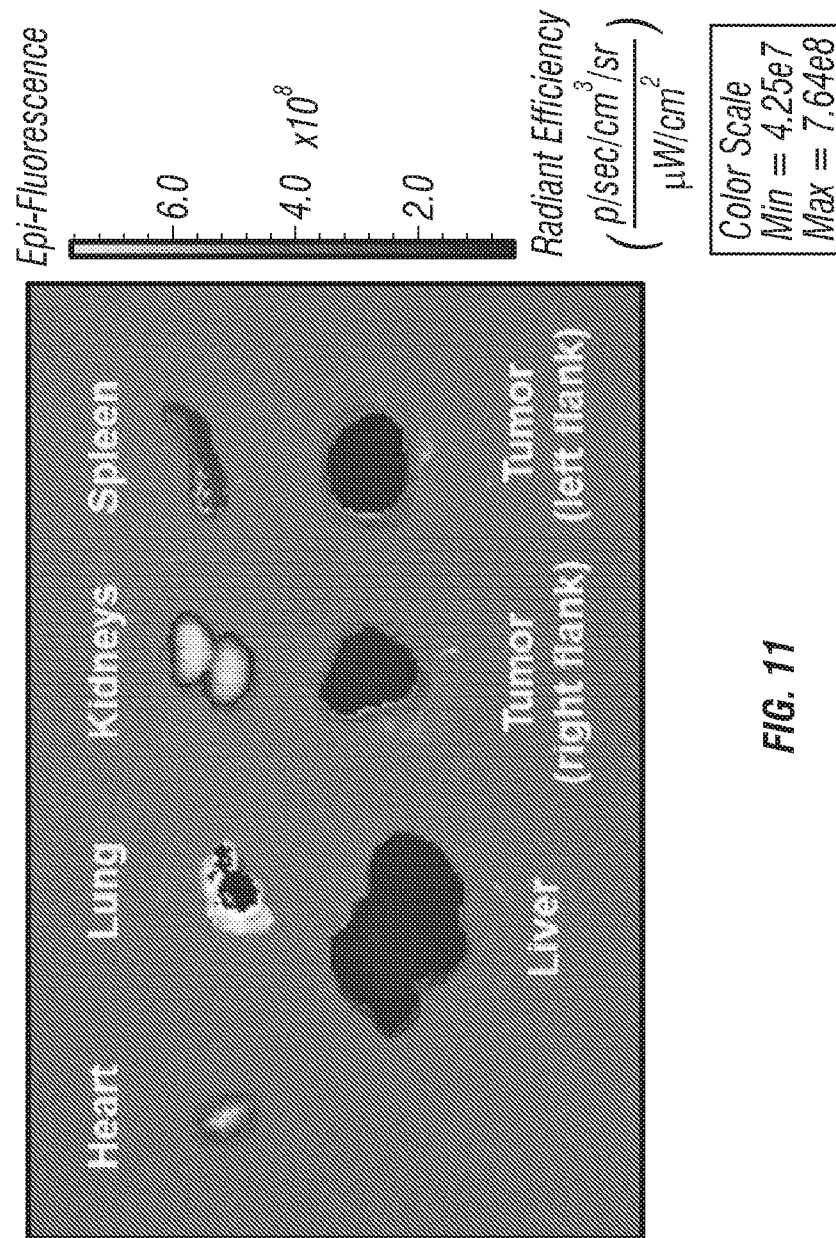 Heart Lung Kidneys Spleen
Liver Tumor Tumor
(right flank) (left flank)
Epi-Fluorescence
6.0
4.0 x10^8
2.0
Radiant Efficiency
( p/sec/cm^3/sr )
μW/cm^2
Color Scale
Min = 4.25e7
Max = 7.64e8
FIG. 11